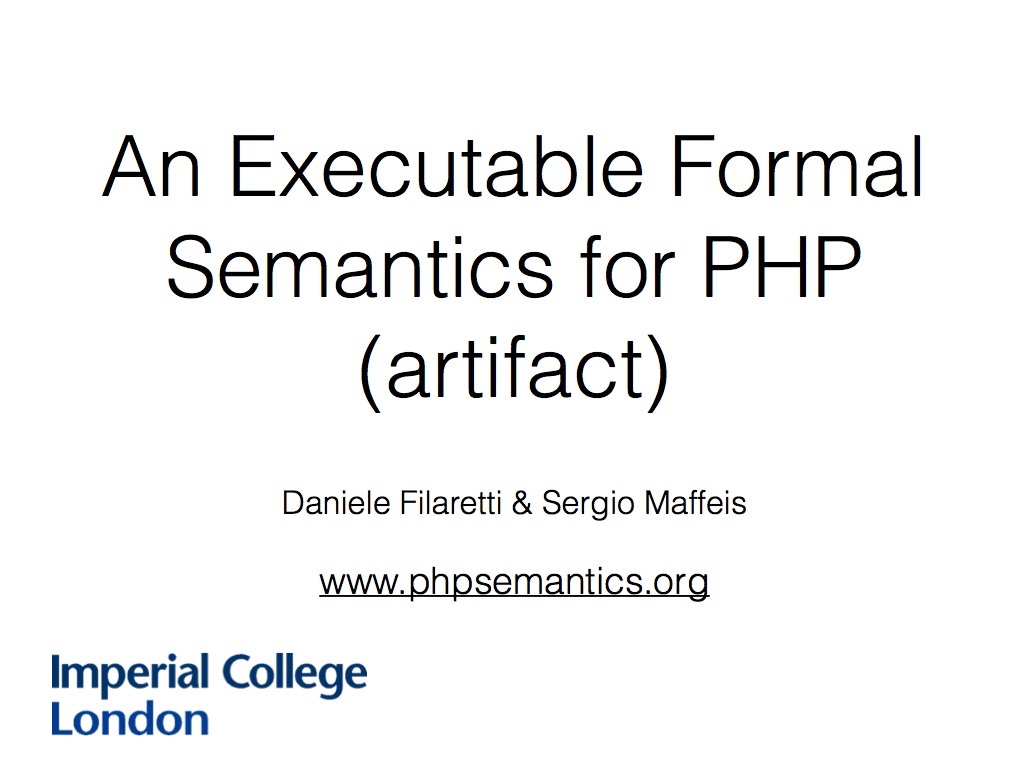 An Executable Formal
Semantics for PHP
(artifact)
Daniele Filaretti & Sergio Maffeis
www.phpsemantics.org
Imperial College
London